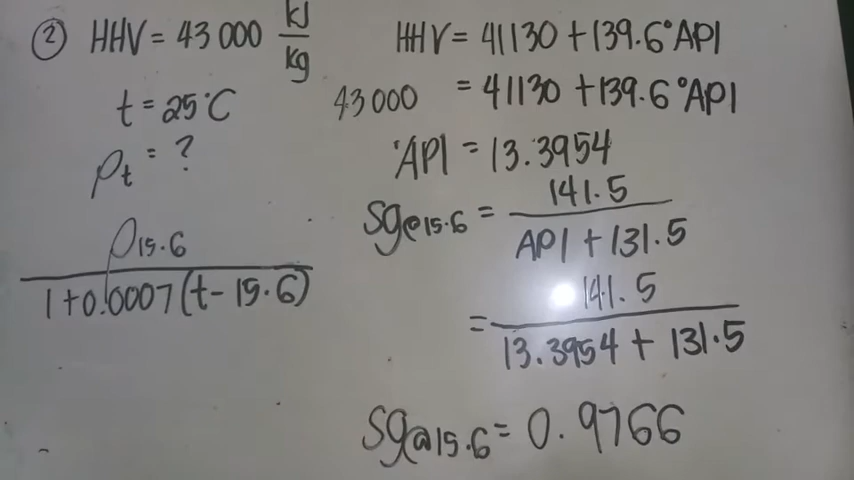 ② HHV = 43 000 kJ/kg
t = 25°C
ρt = ?
ρ15.6
1 + 0.0007 (t - 15.6)
HHV = 41130 + 139.6°API
43 000 = 41130 + 139.6°API
°API = 13.3954
Sg@15.6 = 141.5 / API + 131.5
= 141.5 / 13.3954 + 131.5
Sg@15.6 = 0.9766